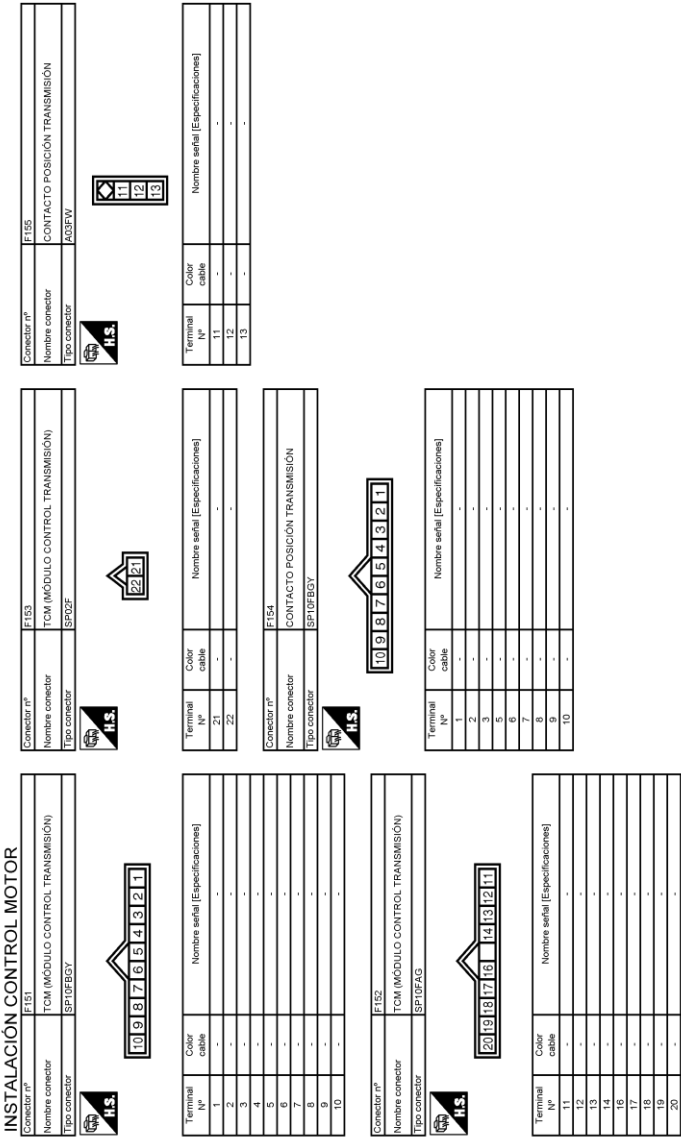 INSTALACIÓN CONTROL MOTOR
Conector nº F151
Nombre conector TCM (MÓDULO CONTROL TRANSMISIÓN)
Tipo conector SP10FBGY
H.S.
10 9 8 7 6 5 4 3 2 1
Terminal Nº Color cable Nombre señal [Especificaciones]
1 - -
2 - -
3 - -
4 - -
5 - -
6 - -
7 - -
8 - -
9 - -
10 - -
Conector nº F152
Nombre conector TCM (MÓDULO CONTROL TRANSMISIÓN)
Tipo conector SP10FAG
H.S.
20 19 18 17 16 14 13 12 11
Terminal Nº Color cable Nombre señal [Especificaciones]
11 - -
12 - -
13 - -
14 - -
16 - -
17 - -
18 - -
19 - -
20 - -
Conector nº F153
Nombre conector TCM (MÓDULO CONTROL TRANSMISIÓN)
Tipo conector SP02F
H.S.
22 21
Terminal Nº Color cable Nombre señal [Especificaciones]
21 - -
22 - -
Conector nº F154
Nombre conector CONTACTO POSICIÓN TRANSMISIÓN
Tipo conector SP10FBGY
H.S.
10 9 8 7 6 5 4 3 2 1
Terminal Nº Color cable Nombre señal [Especificaciones]
1 - -
2 - -
3 - -
5 - -
6 - -
7 - -
8 - -
9 - -
10 - -
Conector nº F155
Nombre conector CONTACTO POSICIÓN TRANSMISIÓN
Tipo conector A03FW
H.S.
11
12
13
Terminal Nº Color cable Nombre señal [Especificaciones]
11 - -
12 - -
13 - -